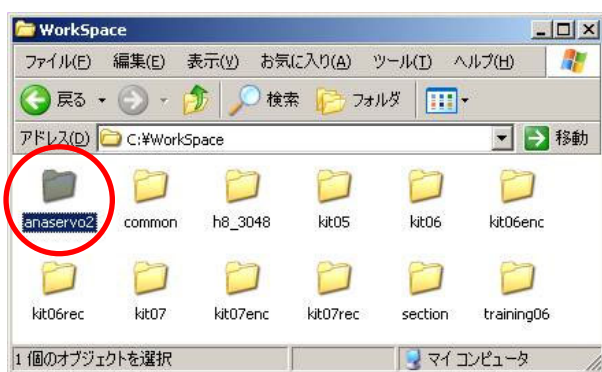 WorkSpace
ファイル(F) 編集(E) 表示(V) お気に入り(A) ツール(T) ヘルプ(H)
戻る 検索 フォルダ
アドレス(D) C:¥WorkSpace 移動
anaservo2 common h8_3048 kit05 kit06 kit06enc
kit06rec kit07 kit07enc kit07rec section training06
1 個のオブジェクトを選択 マイ コンピュータ